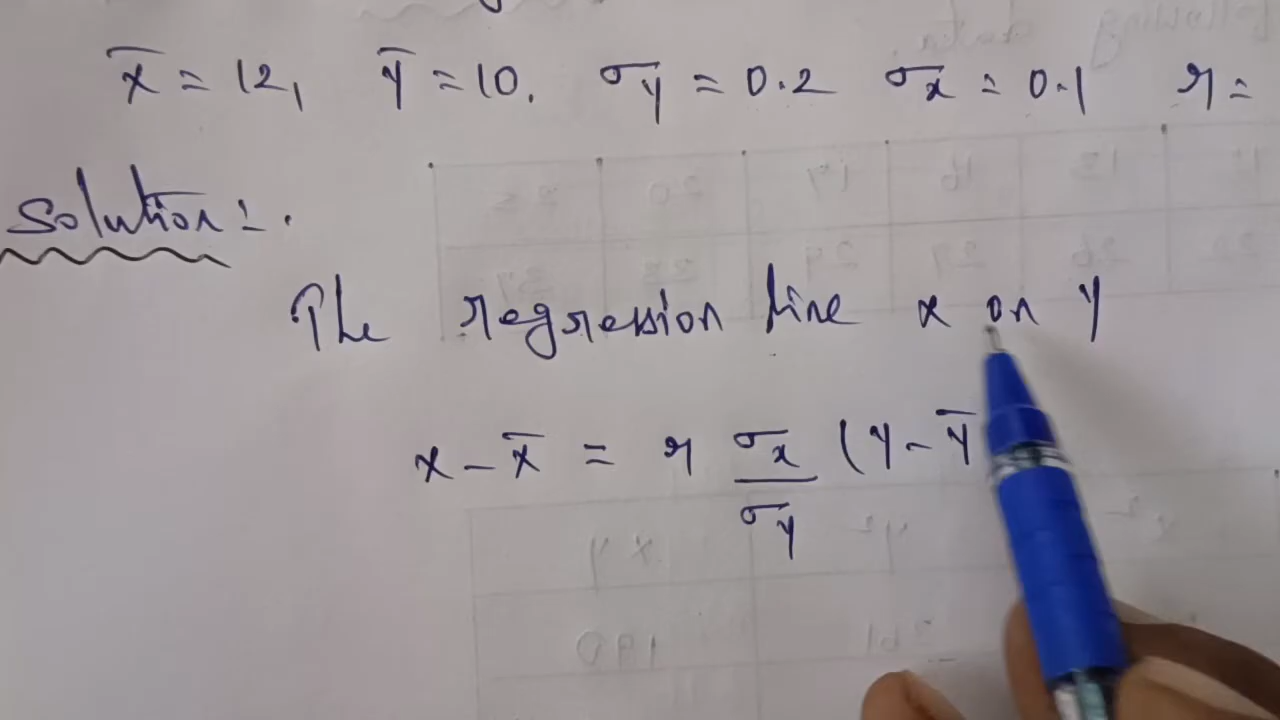 x̄ = 12, ȳ = 10. σy = 0.2 σx = 0.1 r =
Solution:-
The regression line x on y
x - x̄ = r σx/σy (y - ȳ